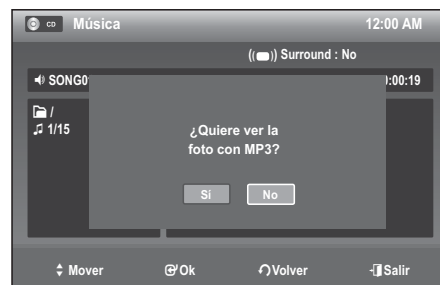 CD Música 12:00 AM
Surround : No
SONG0 0:00:19
/
1/15
¿Quiere ver la
foto con MP3?
Si No
Mover Ok Volver Salir